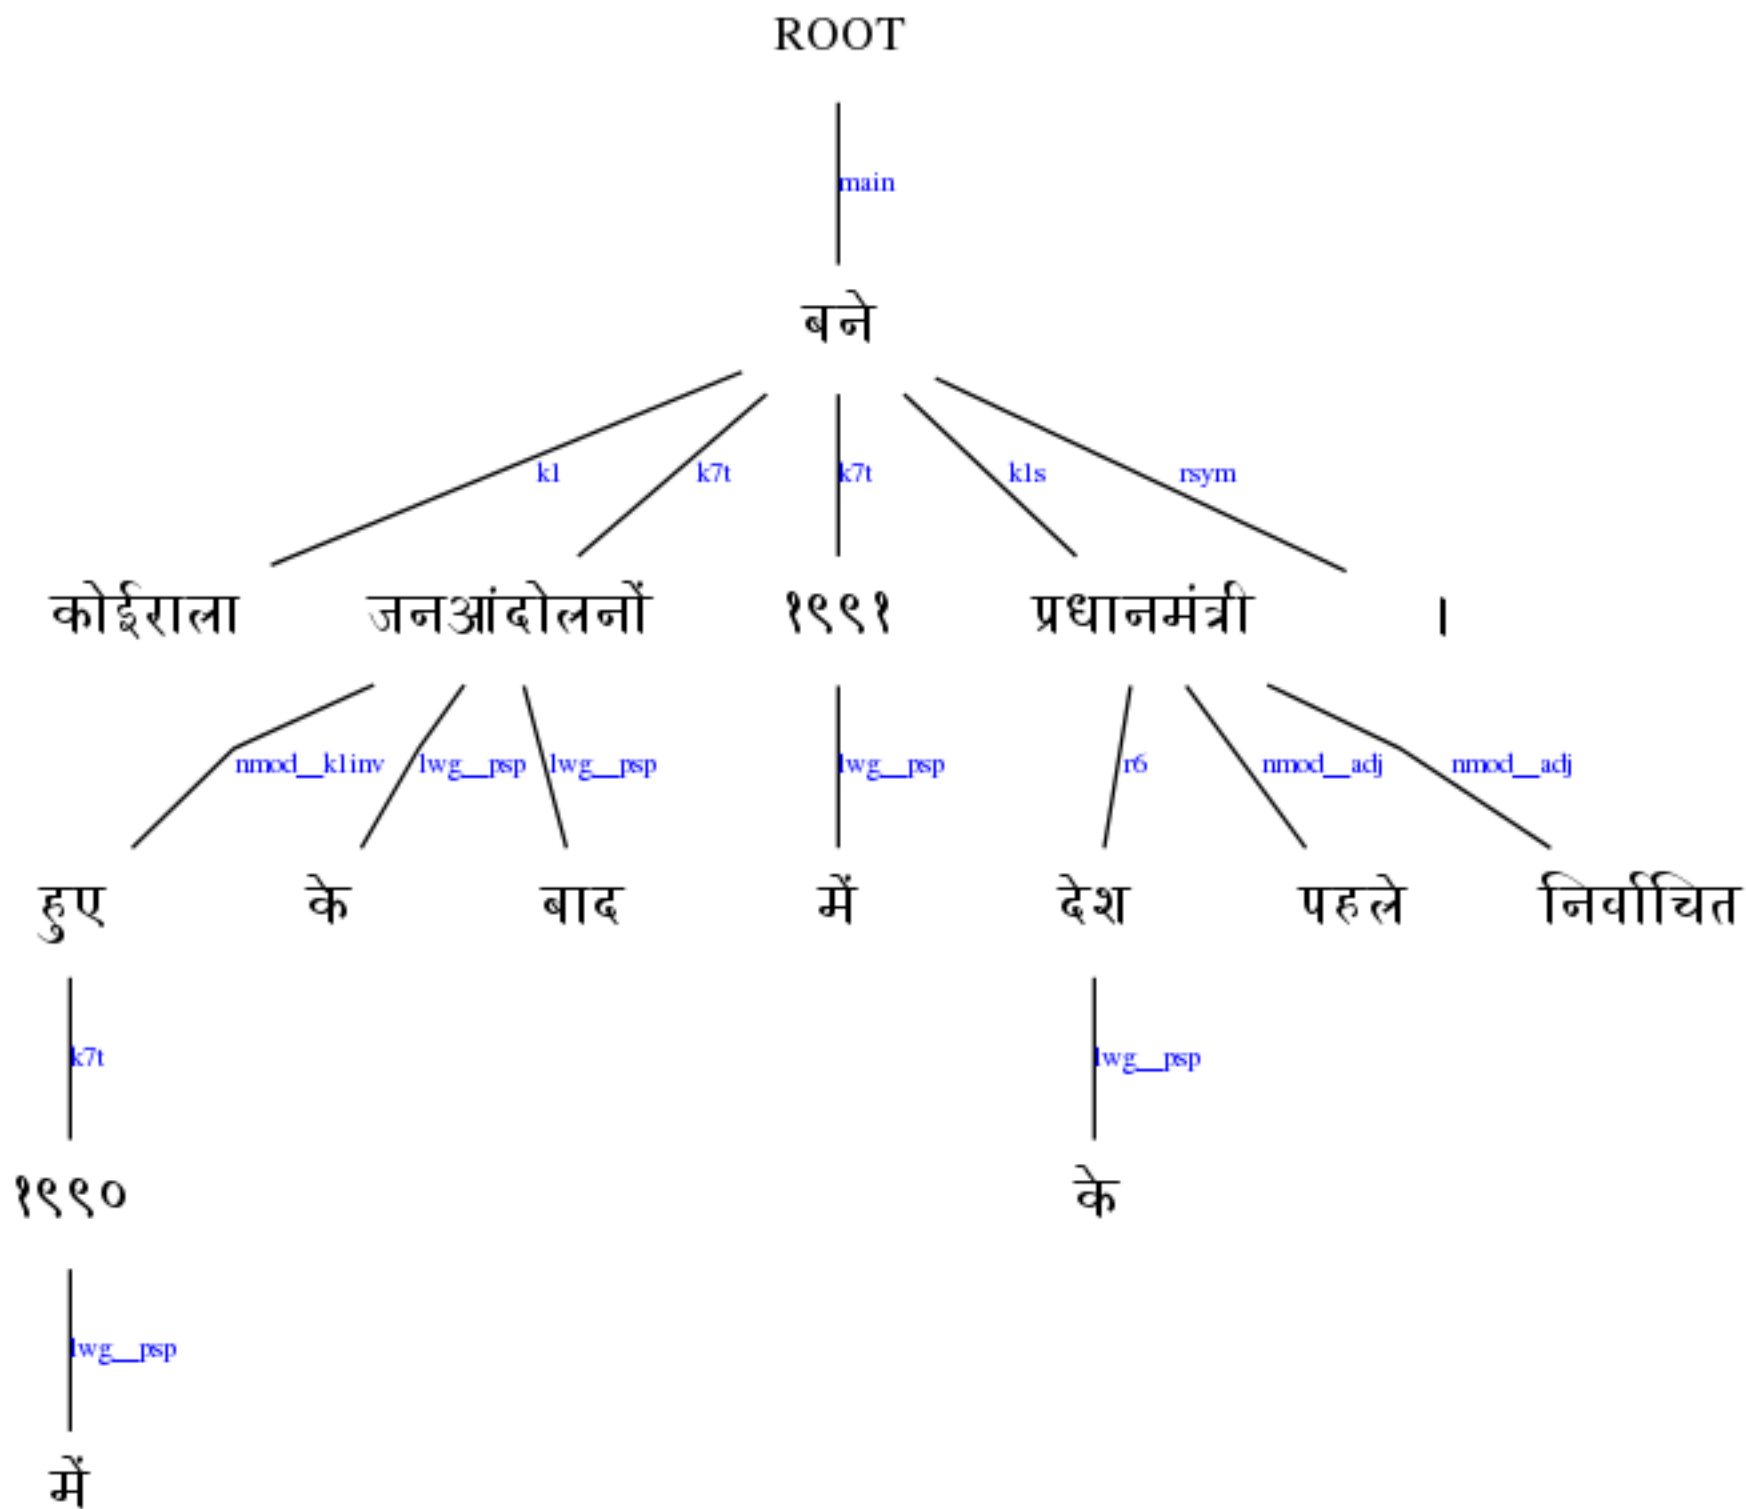 ROOT
main
बने
k1 k7t k7t k1s rsym
कोईराला जनआंदोलनों १९९१ प्रधानमंत्री ।
nmod__k1inv lwg__psp lwg__psp lwg__psp r6 nmod__adj nmod__adj
हुए के बाद में देश पहले निर्वाचित
k7t lwg__psp
१९९० के
lwg__psp
में